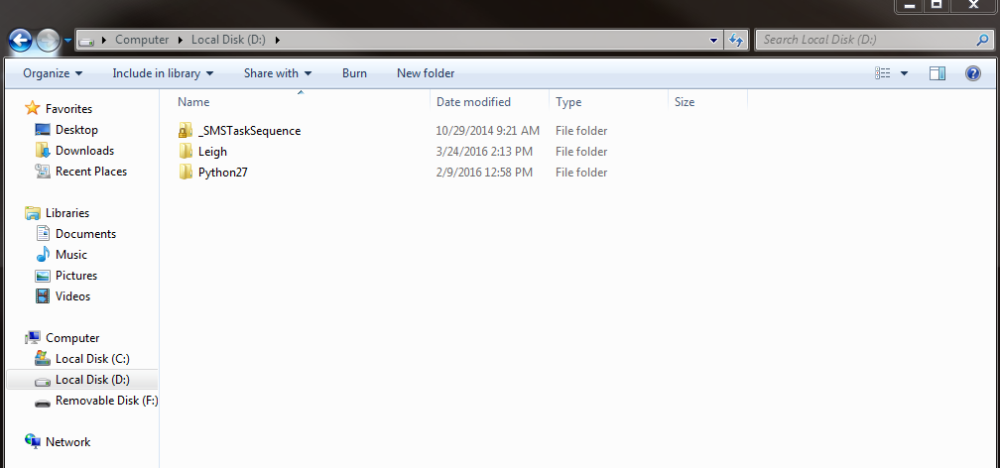 Computer Local Disk (D:) Search Local Disk (D:)
Organize Include in library Share with Burn New folder
Name Date modified Type Size
Favorites
Desktop
Downloads
Recent Places
Libraries
Documents
Music
Pictures
Videos
Computer
Local Disk (C:)
Local Disk (D:)
Removable Disk (F:)
Network
_SMSTaskSequence 10/29/2014 9:21 AM File folder
Leigh 3/24/2016 2:13 PM File folder
Python27 2/9/2016 12:58 PM File folder